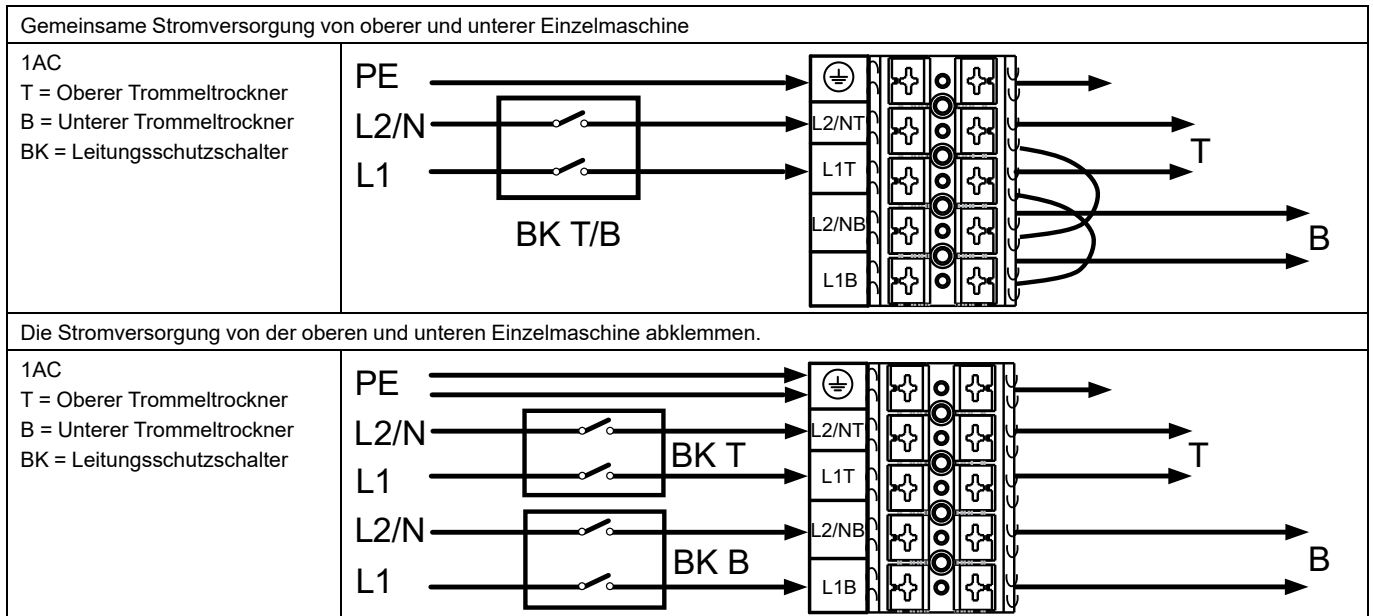 Gemeinsame Stromversorgung von oberer und unterer Einzelmaschine
1AC
T = Oberer Trommeltrockner
B = Unterer Trommeltrockner
BK = Leitungsschutzschalter
PE
L2/N
L1
BK T/B
L2/NT
L1T
L2/NB
L1B
T
B
Die Stromversorgung von der oberen und unteren Einzelmaschine abklemmen.
1AC
T = Oberer Trommeltrockner
B = Unterer Trommeltrockner
BK = Leitungsschutzschalter
PE
L2/N
L1
L2/N
L1
BK T
BK B
L2/NT
L1T
L2/NB
L1B
T
B